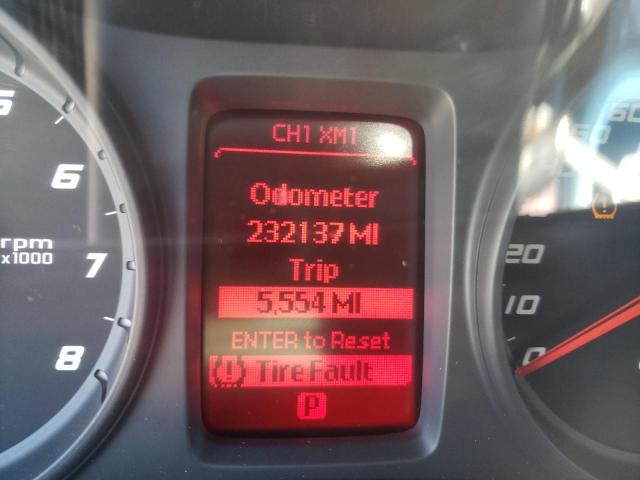 CH1 XM1
Odometer
232137 MI
Trip
5,554 MI
ENTER to Reset
Tire Fault
P
6
rpm
x1000
7
8
60
20
10
0